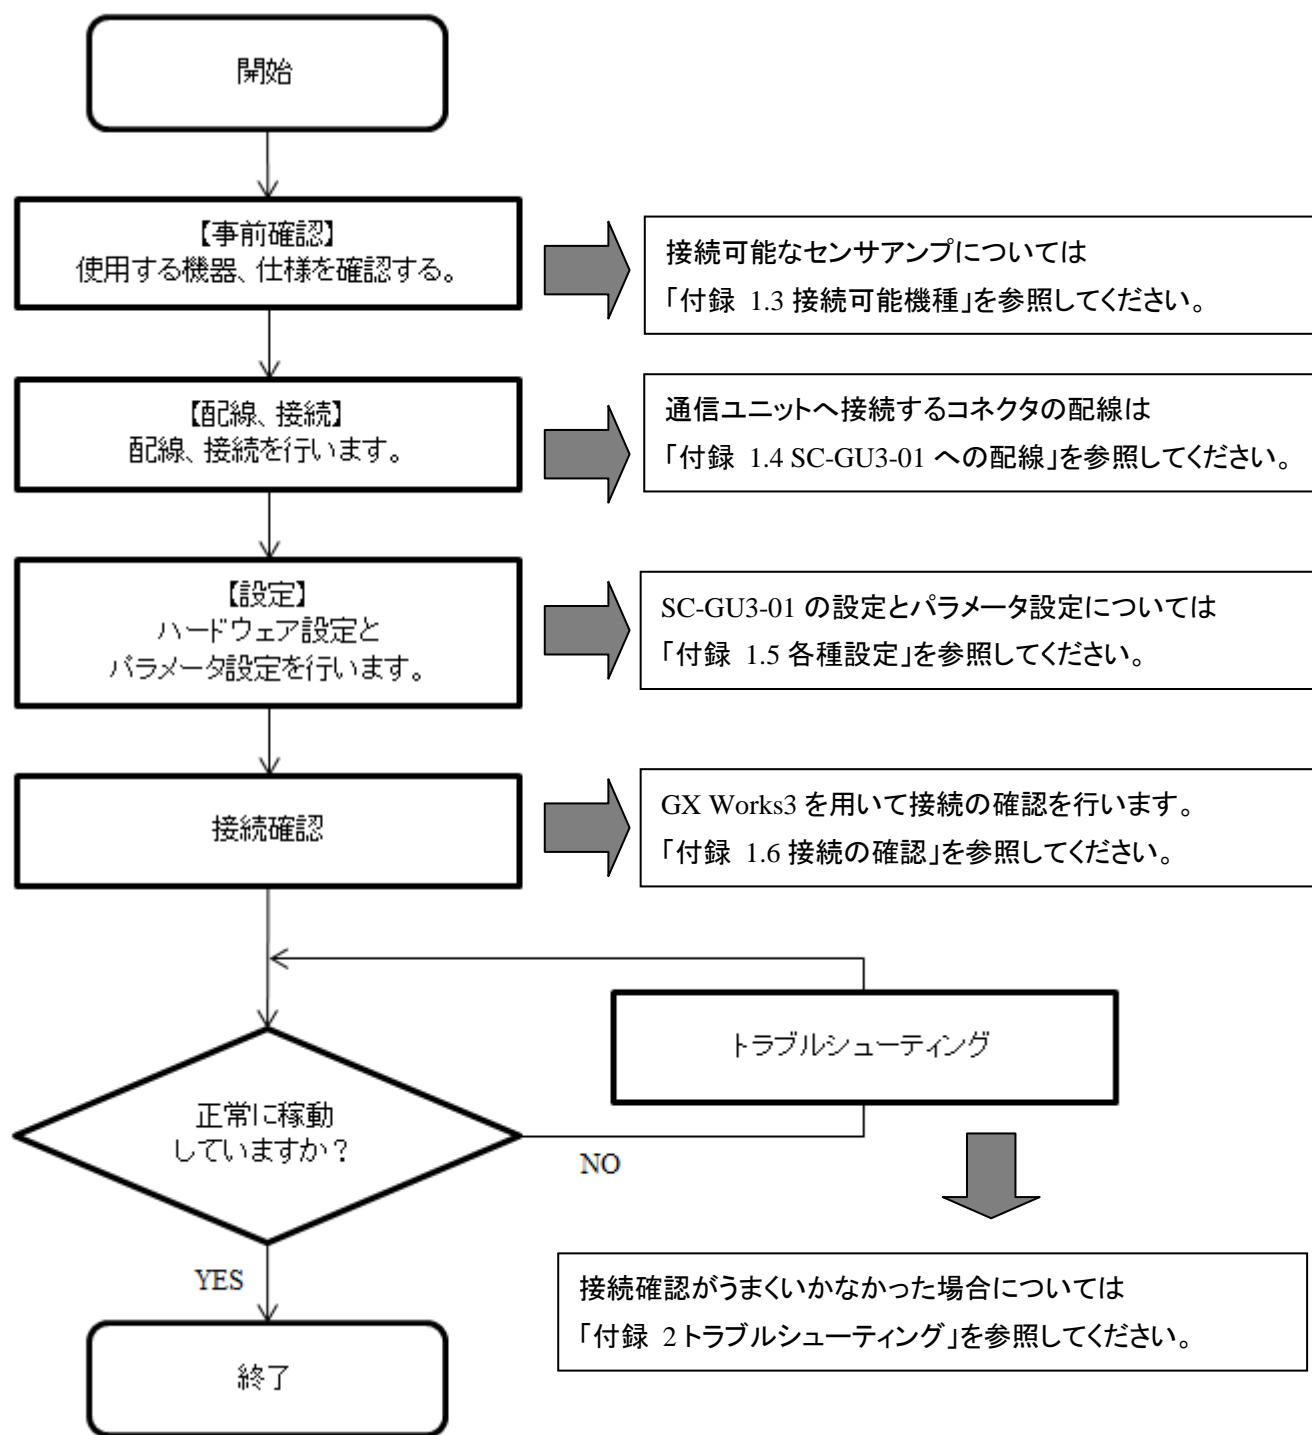 開始
【事前確認】
使用する機器、仕様を確認する。
接続可能なセンサアンプについては
「付録 1.3 接続可能機種」を参照してください。
【配線、接続】
配線、接続を行います。
通信ユニットへ接続するコネクタの配線は
「付録 1.4 SC-GU3-01 への配線」を参照してください。
【設定】
ハードウェア設定と
パラメータ設定を行います。
SC-GU3-01 の設定とパラメータ設定については
「付録 1.5 各種設定」を参照してください。
接続確認
GX Works3 を用いて接続の確認を行います。
「付録 1.6 接続の確認」を参照してください。
トラブルシューティング
正常に稼動
していますか？
NO
YES
接続確認がうまくいかなかった場合については
「付録 2 トラブルシューティング」を参照してください。
終了